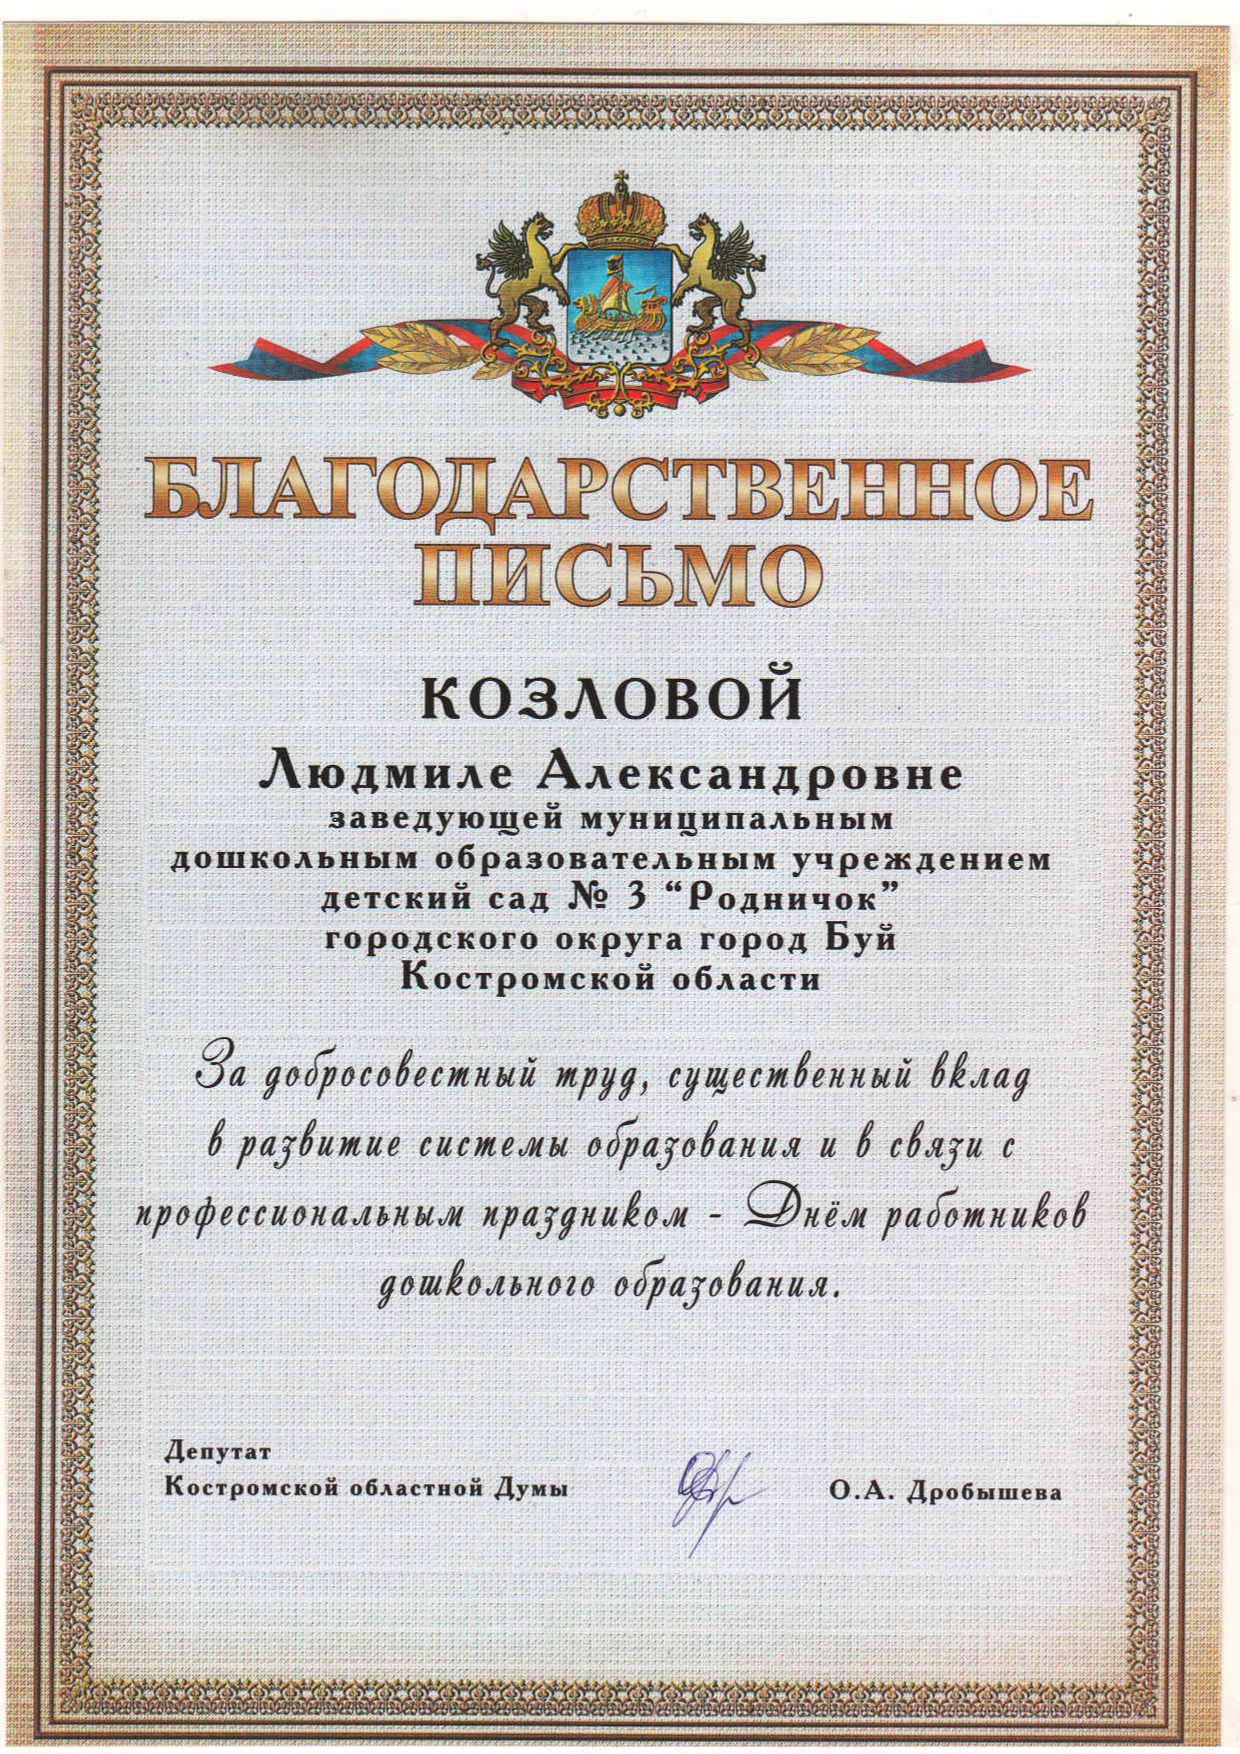 БЛАГОДАРСТВЕННОЕ
ПИСЬМО
КОЗЛОВОЙ
Людмиле Александровне
заведующей муниципальным
дошкольным образовательным учреждением
детский сад № 3 “Родничок”
городского округа город Буй
Костромской области
За добросовестный труд, существенный вклад
в развитие системы образования и в связи с
профессиональным праздником - Днём работников
дошкольного образования.
Депутат
Костромской областной Думы
О.А. Дробышева